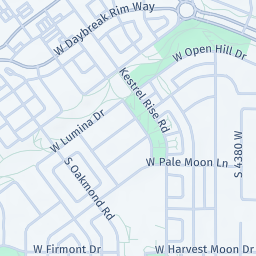 W Daybreak Rim Way
W Open Hill Dr
Kestrel Rise Rd
W Lumina Dr
S 4380 W
W Pale Moon Ln
S Oakmond Rd
W Firmont Dr
W Harvest Moon Dr